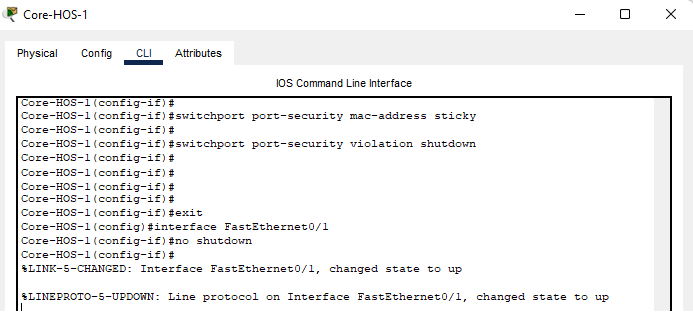 Core-HOS-1
Physical Config CLI Attributes
IOS Command Line Interface
Core-HOS-1(config-if)#
Core-HOS-1(config-if)#switchport port-security mac-address sticky
Core-HOS-1(config-if)#
Core-HOS-1(config-if)#switchport port-security violation shutdown
Core-HOS-1(config-if)#
Core-HOS-1(config-if)#
Core-HOS-1(config-if)#
Core-HOS-1(config-if)#
Core-HOS-1(config-if)#exit
Core-HOS-1(config)#interface FastEthernet0/1
Core-HOS-1(config-if)#no shutdown
Core-HOS-1(config-if)#
%LINK-5-CHANGED: Interface FastEthernet0/1, changed state to up
%LINEPROTO-5-UPDOWN: Line protocol on Interface FastEthernet0/1, changed state to up